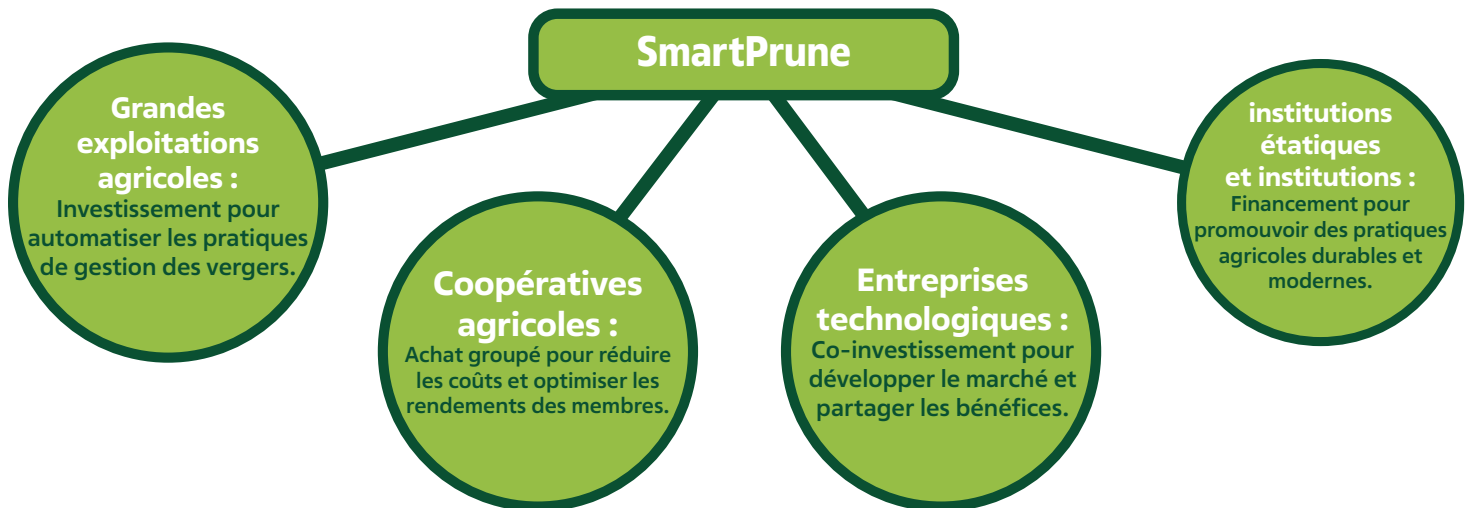 SmartPrune
Grandes
exploitations
agricoles :
Investissement pour
automatiser les pratiques
de gestion des vergers.
Coopératives
agricoles :
Achat groupé pour réduire
les coûts et optimiser les
rendements des membres.
Entreprises
technologiques :
Co-investissement pour
développer le marché et
partager les bénéfices.
institutions
étatiques
et institutions :
Financement pour
promouvoir des pratiques
agricoles durables et
modernes.